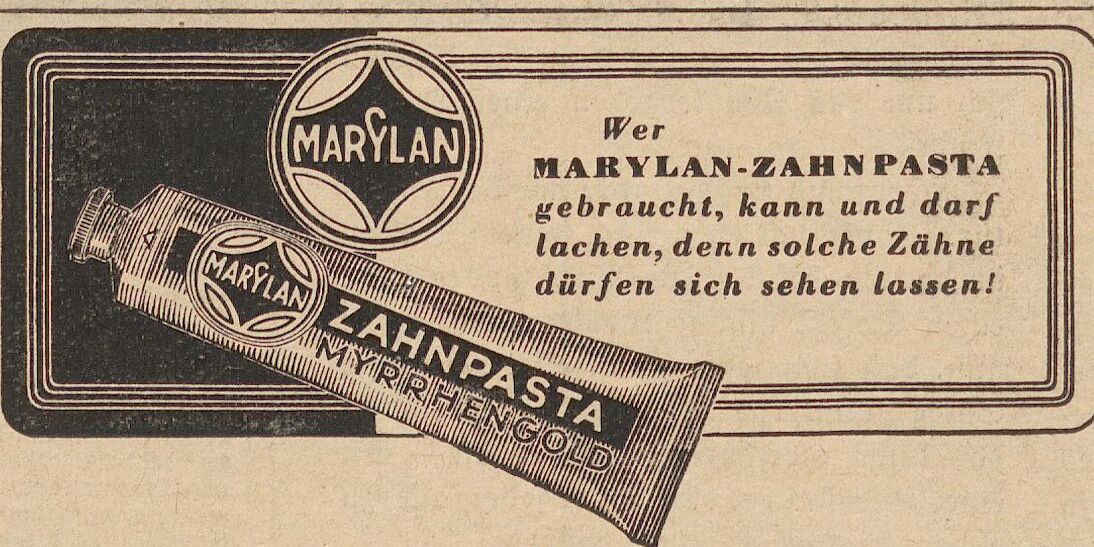 MARYLAN
Wer
MARYLAN-ZAHNPASTA
gebraucht, kann und darf
lachen, denn solche Zähne
dürfen sich sehen lassen!
MARYLAN
ZAHNPASTA
MYRRHENGOLD